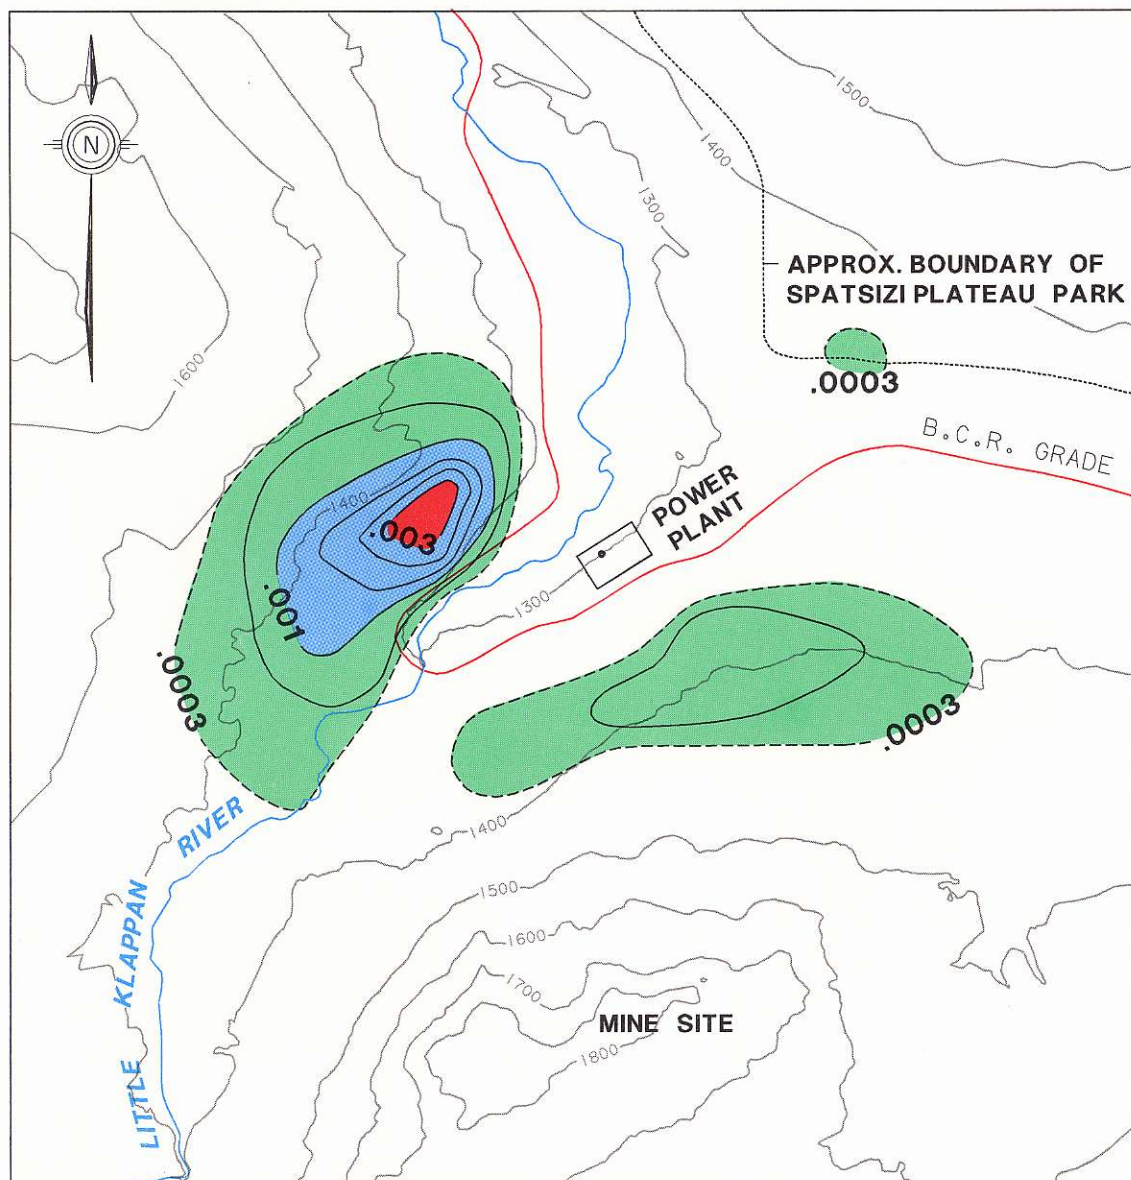 N
1500
1400
1300
APPROX. BOUNDARY OF
SPATSIZI PLATEAU PARK
1600
.0003
B.C.R. GRADE
POWER
PLANT
1400
.003
.001
1300
.0003
.0003
RIVER
1400
KLAPPAN
1500
1600
1700
MINE SITE
1800
LITTLE